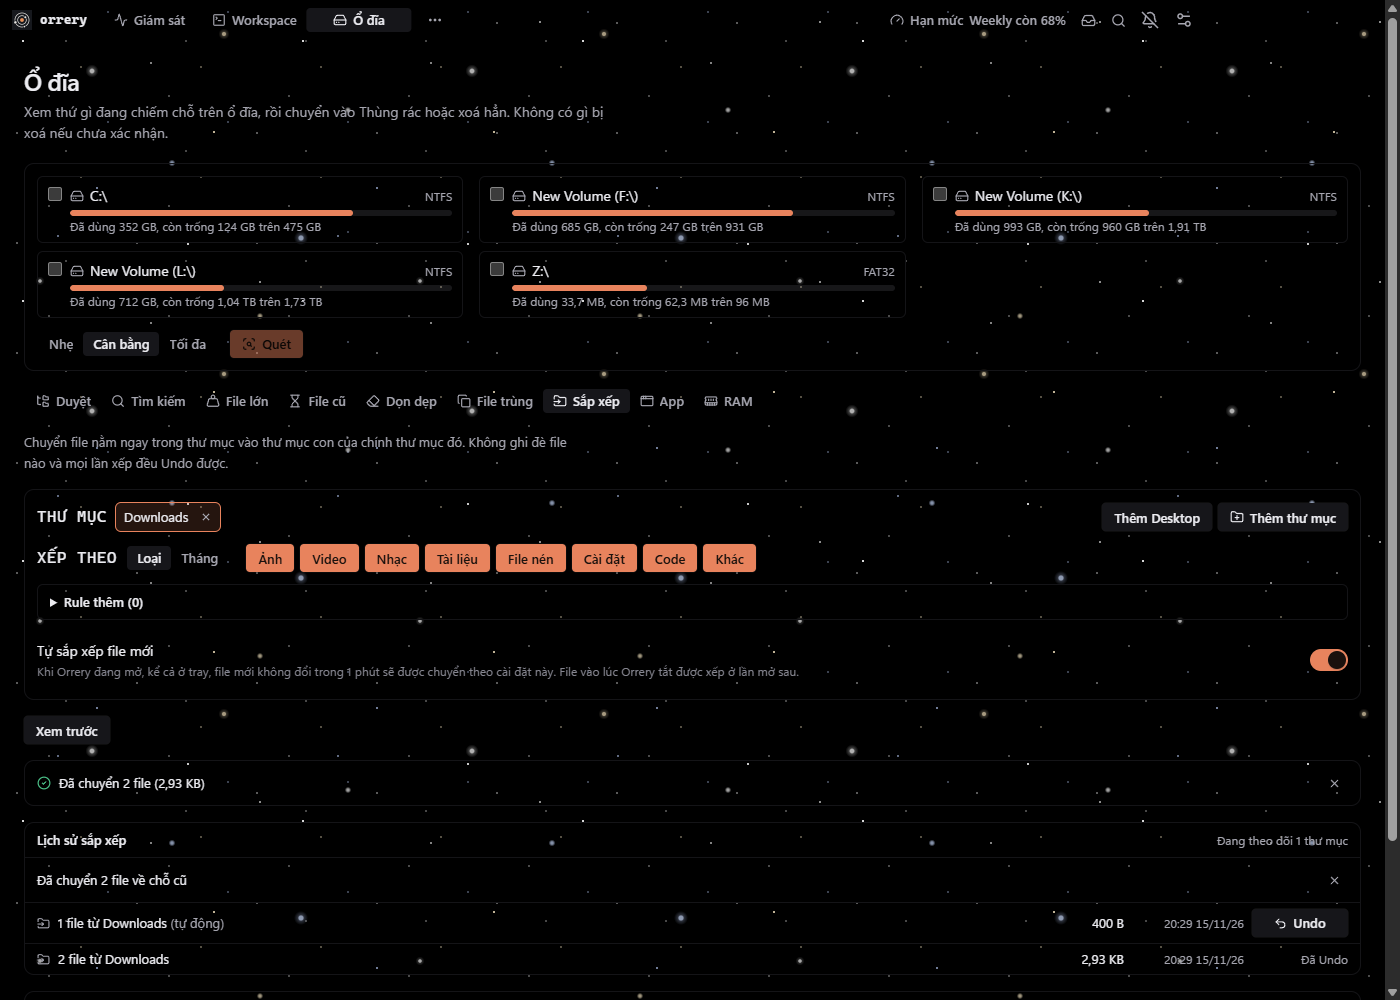 orrery Giám sát Workspace Ổ đĩa ... Hạn mức Weekly còn 68%
Ổ đĩa
Xem thứ gì đang chiếm chỗ trên ổ đĩa, rồi chuyển vào Thùng rác hoặc xoá hẳn. Không có gì bị
xoá nếu chưa xác nhận.
C:\ NTFS
Đã dùng 352 GB, còn trống 124 GB trên 475 GB
New Volume (F:\) NTFS
Đã dùng 685 GB, còn trống 247 GB trên 931 GB
New Volume (K:\) NTFS
Đã dùng 993 GB, còn trống 960 GB trên 1,91 TB
New Volume (L:\) NTFS
Đã dùng 712 GB, còn trống 1,04 TB trên 1,73 TB
Z:\ FAT32
Đã dùng 33,7 MB, còn trống 62,3 MB trên 96 MB
Nhẹ Cân bằng Tối đa Quét
Duyệt Tìm kiếm File lớn File cũ Dọn dẹp File trùng Sắp xếp App RAM
Chuyển file nằm ngay trong thư mục vào thư mục con của chính thư mục đó. Không ghi đè file
nào và mọi lần xếp đều Undo được.
THƯ MỤC Downloads × Thêm Desktop Thêm thư mục
XẾP THEO Loại Tháng Ảnh Video Nhạc Tài liệu File nén Cài đặt Code Khác
Rule thêm (0)
Tự sắp xếp file mới
Khi Orrery đang mở, kể cả ở tray, file mới không đổi trong 1 phút sẽ được chuyển theo cài đặt này. File vào lúc Orrery tắt được xếp ở lần mở sau.
Xem trước
Đã chuyển 2 file (2,93 KB)
Lịch sử sắp xếp Đang theo dõi 1 thư mục
Đã chuyển 2 file về chỗ cũ
1 file từ Downloads (tự động) 400 B 20:29 15/11/26 Undo
2 file từ Downloads 2,93 KB 20:29 15/11/26 Đã Undo